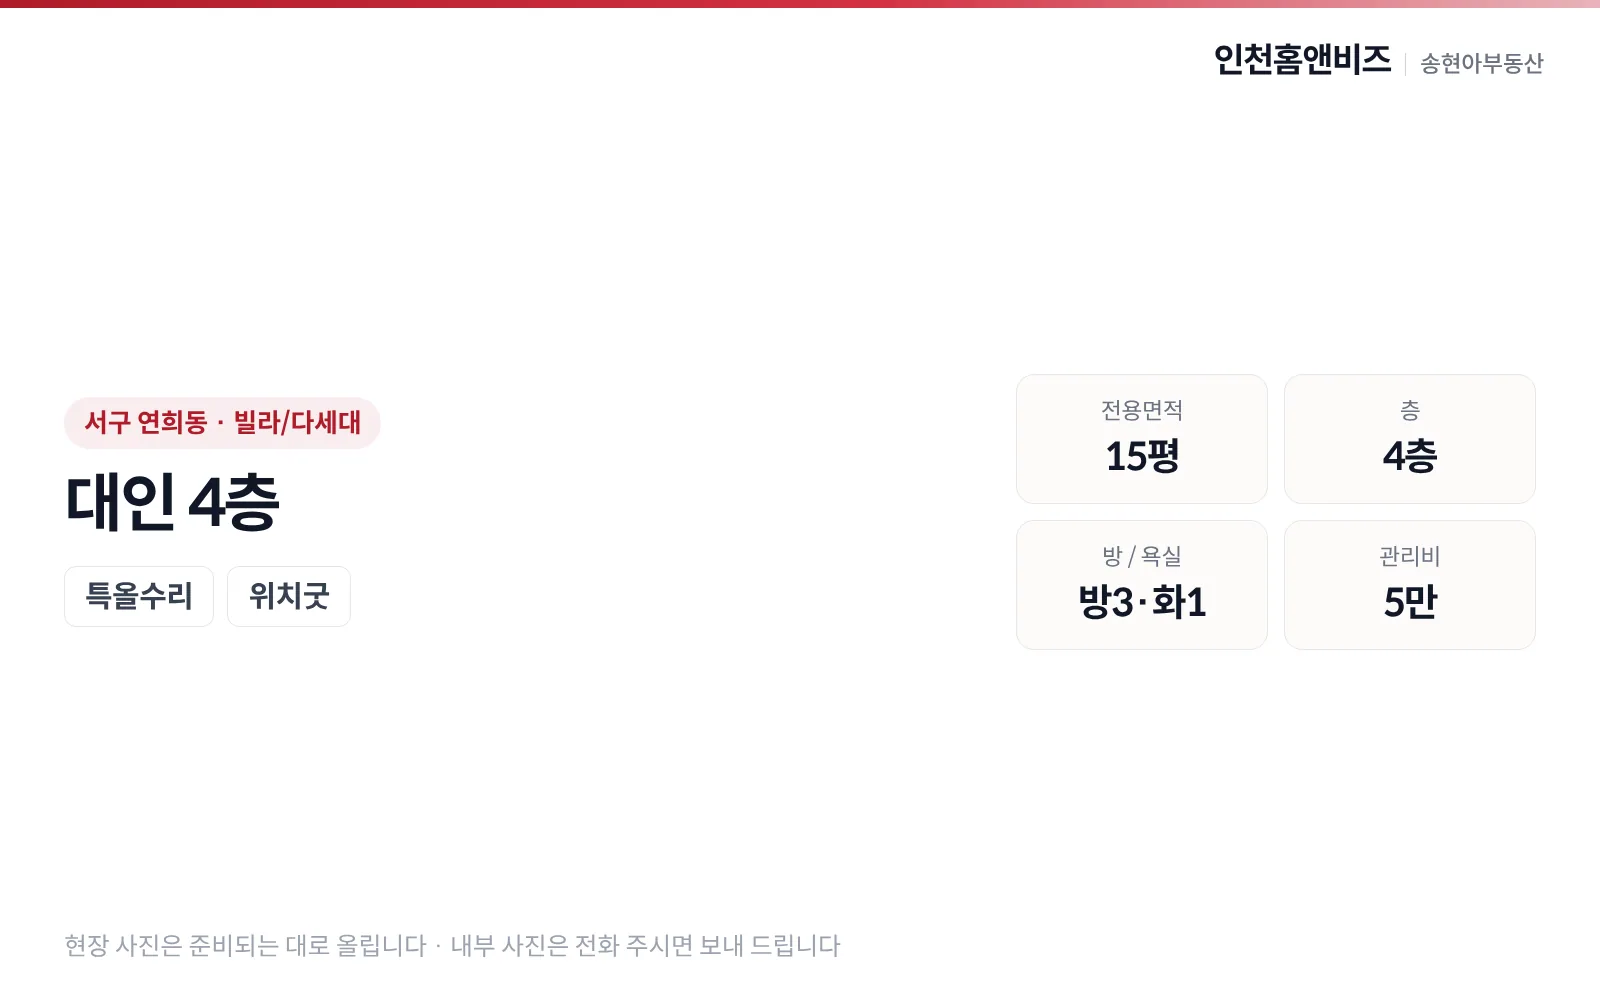 인천홈앤비즈 송현아부동산
서구 연희동 · 빌라/다세대
대인 4층
특올수리 위치굿
전용면적
15평
층
4층
방 / 욕실
방3·화1
관리비
5만
현장 사진은 준비되는 대로 올립니다 · 내부 사진은 전화 주시면 보내 드립니다